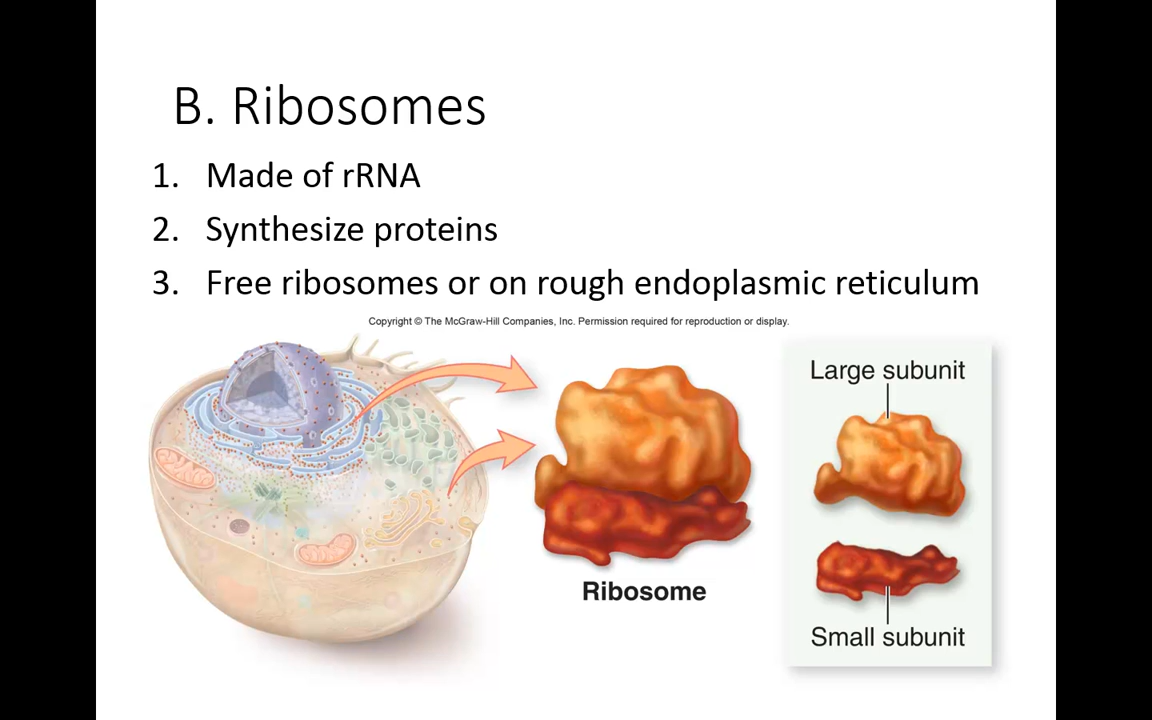 B. Ribosomes
1. Made of rRNA
2. Synthesize proteins
3. Free ribosomes or on rough endoplasmic reticulum
Copyright © The McGraw-Hill Companies, Inc. Permission required for reproduction or display.
Large subunit
Ribosome
Small subunit